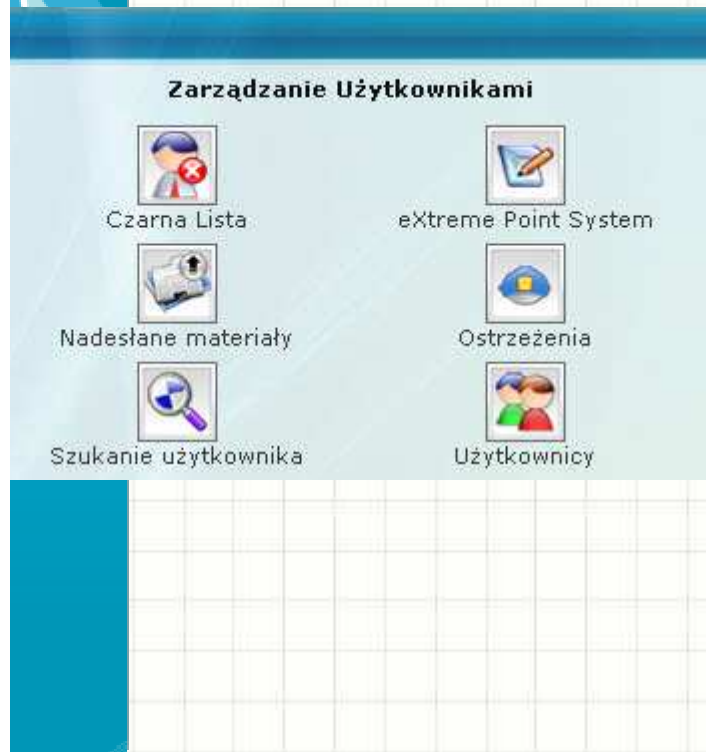 Zarządzanie Użytkownikami
Czarna Lista
eXtreme Point System
Nadesłane materiały
Ostrzeżenia
Szukanie użytkownika
Użytkownicy